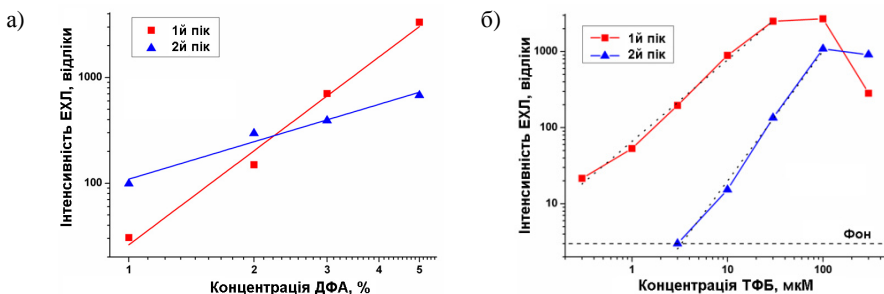 а)
1й пік
2й пік
Інтенсивність ЕХЛ, відліки
1000
100
1
2
3
4
5
Концентрація ДФА, %
б)
1й пік
2й пік
Інтенсивність ЕХЛ, відліки
1000
100
10
Фон
1
10
100
Концентрація ТФБ, мкМ